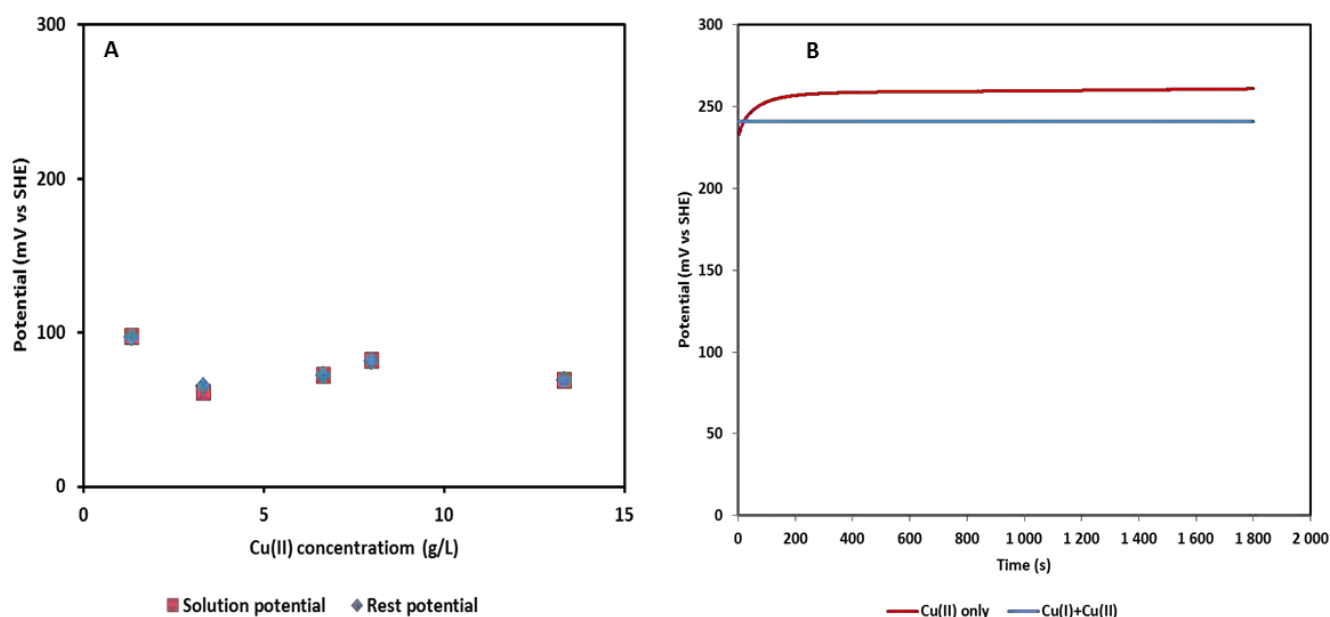 A
Potential (mV vs SHE)
300
200
100
0
0 5 10 15
Cu(II) concentratiom (g/L)
Solution potential Rest potential
B
Potential (mV vs SHE)
300
250
200
150
100
50
0
0 200 400 600 800 1 000 1 200 1 400 1 600 1 800 2 000
Time (s)
Cu(II) only Cu(I)+Cu(II)